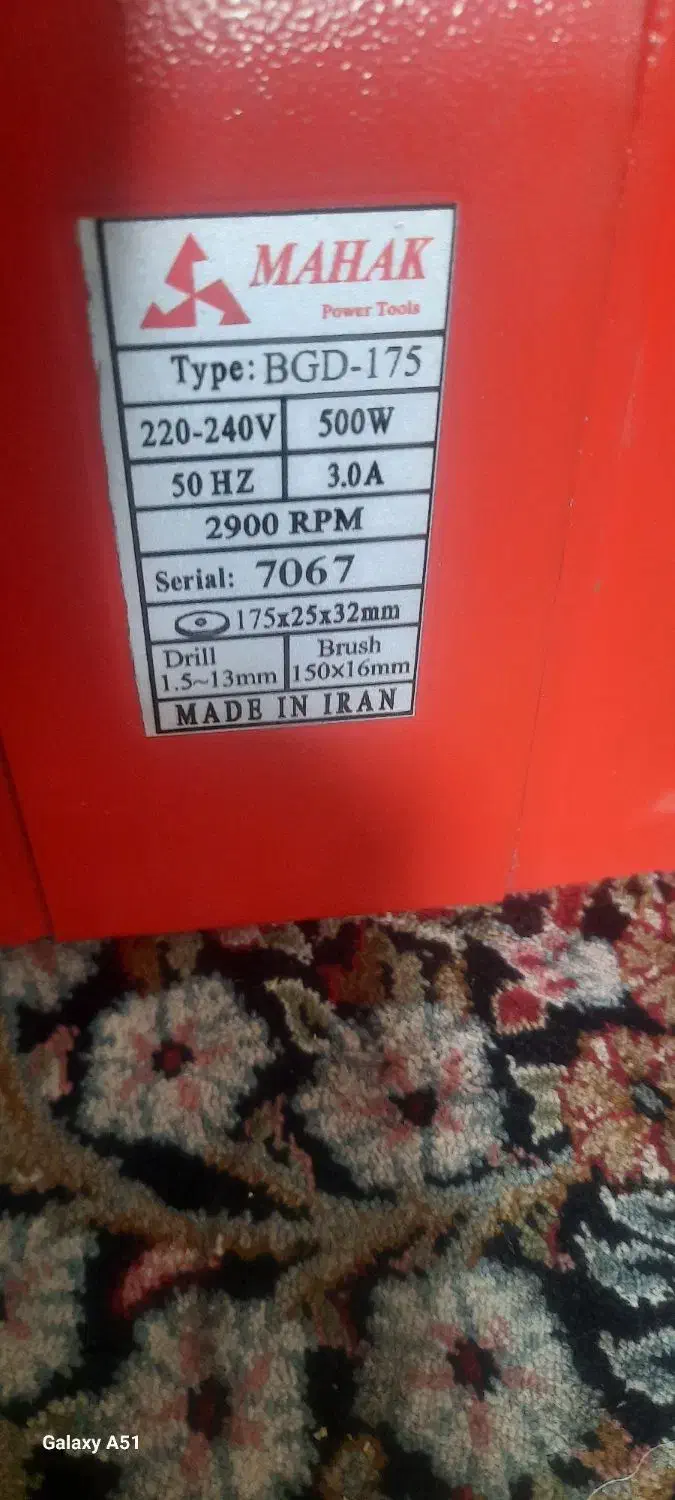 MAHAK
Power Tools
Type: BGD-175
220-240V 500W
50 HZ 3.0A
2900 RPM
Serial: 7067
175x25x32mm
Drill Brush
1.5~13mm 150x16mm
MADE IN IRAN
Galaxy A51